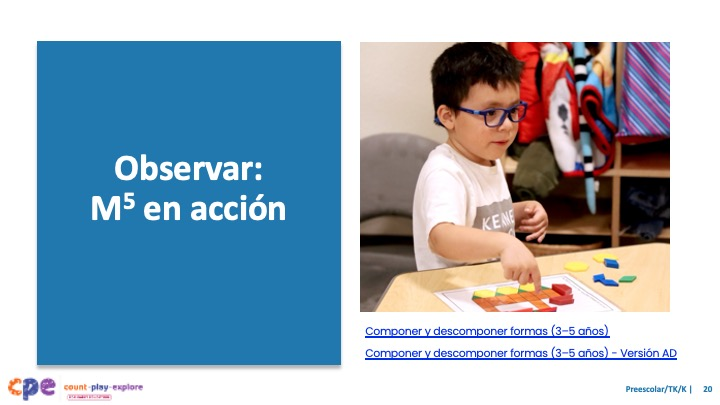 Observar:
M⁵ en acción
KEN
Componer y descomponer formas (3–5 años)
Componer y descomponer formas (3–5 años) - Versión AD
cpe
count-play-explore
Preescolar/TK/K |
20